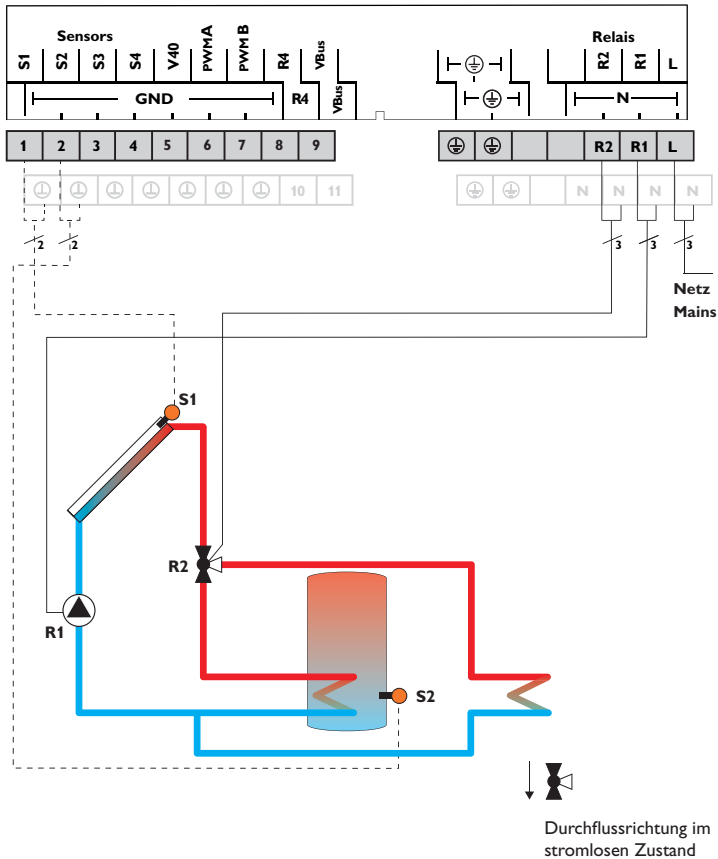 Sensors
Relais
S1 S2 S3 S4 V40 PWM A PWM B R4 VBus
R2 R1 L
GND R4 VBus
N
1 2 3 4 5 6 7 8 9
R2 R1 L
10 11
N N N N
2 2
3 3 3
Netz
Mains
S1
R2
R1
S2
Durchflussrichtung im
stromlosen Zustand